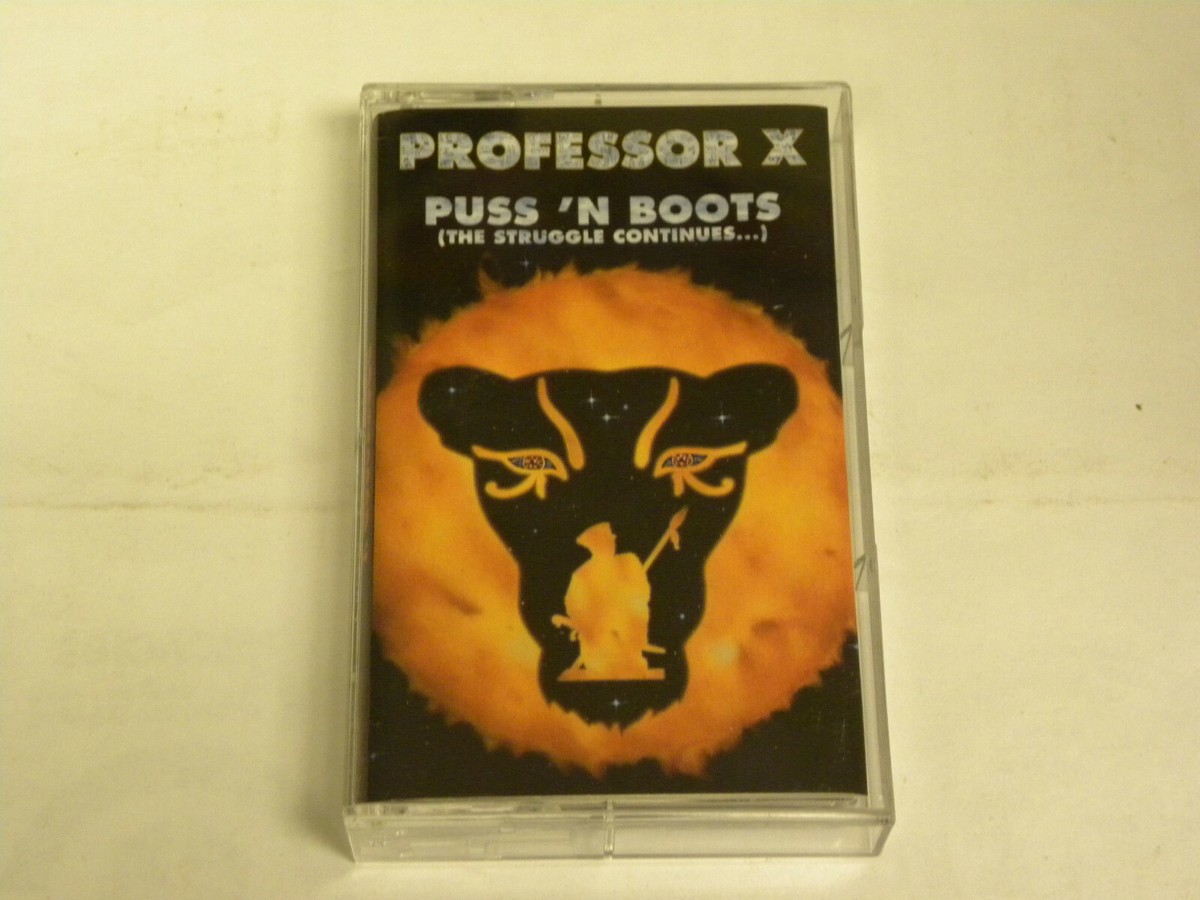 PROFESSOR X
PUSS 'N BOOTS
(THE STRUGGLE CONTINUES...)